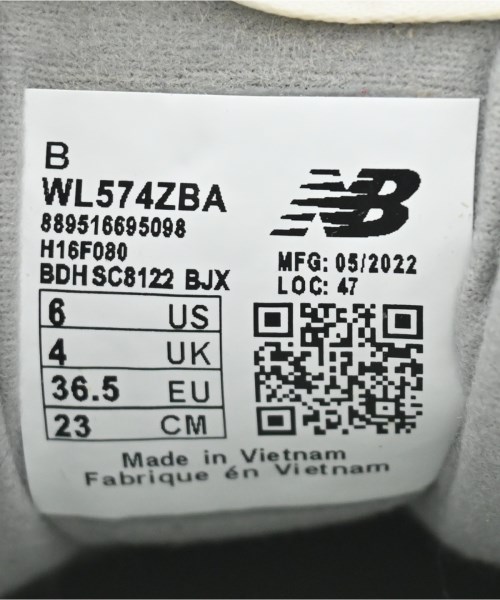 B
WL574ZBA
889516695098
H16F080
BDH SC8122 BJX
NB
MFG: 05/2022
LOC: 47
6 US
4 UK
36.5 EU
23 CM
Made in Vietnam
Fabrique én Vietnam